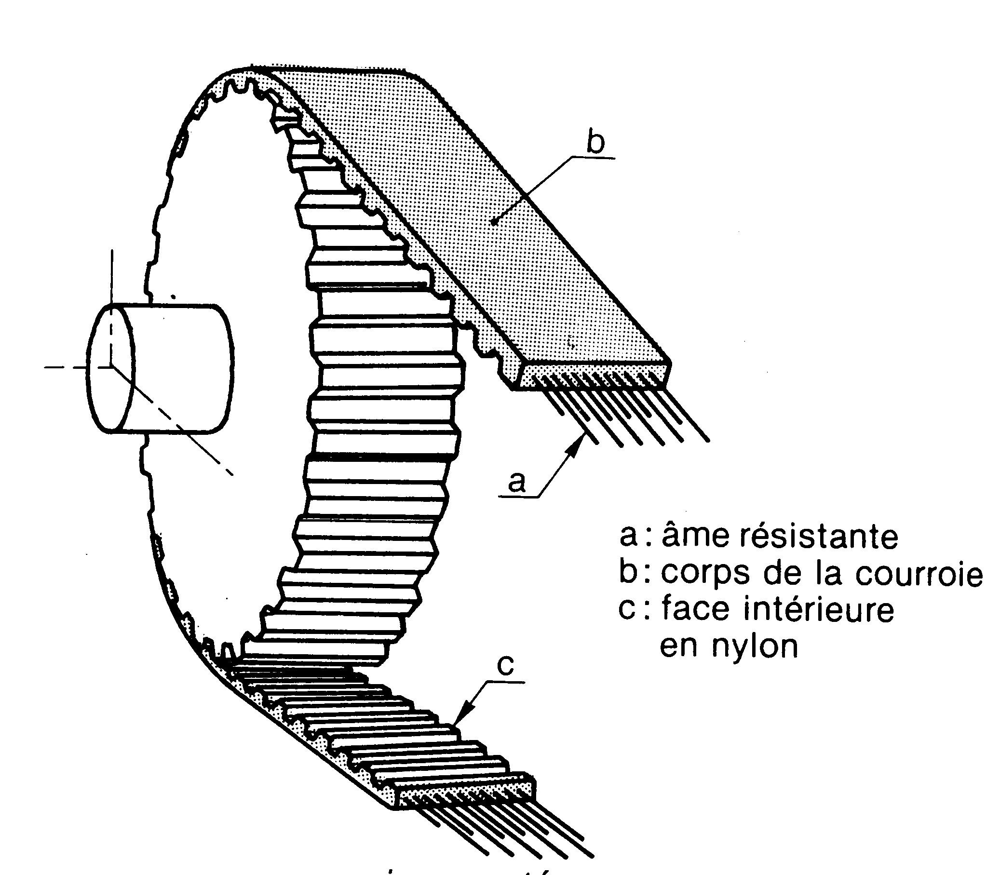 b
a
a : âme résistante
b : corps de la courroie
c : face intérieure
en nylon
c